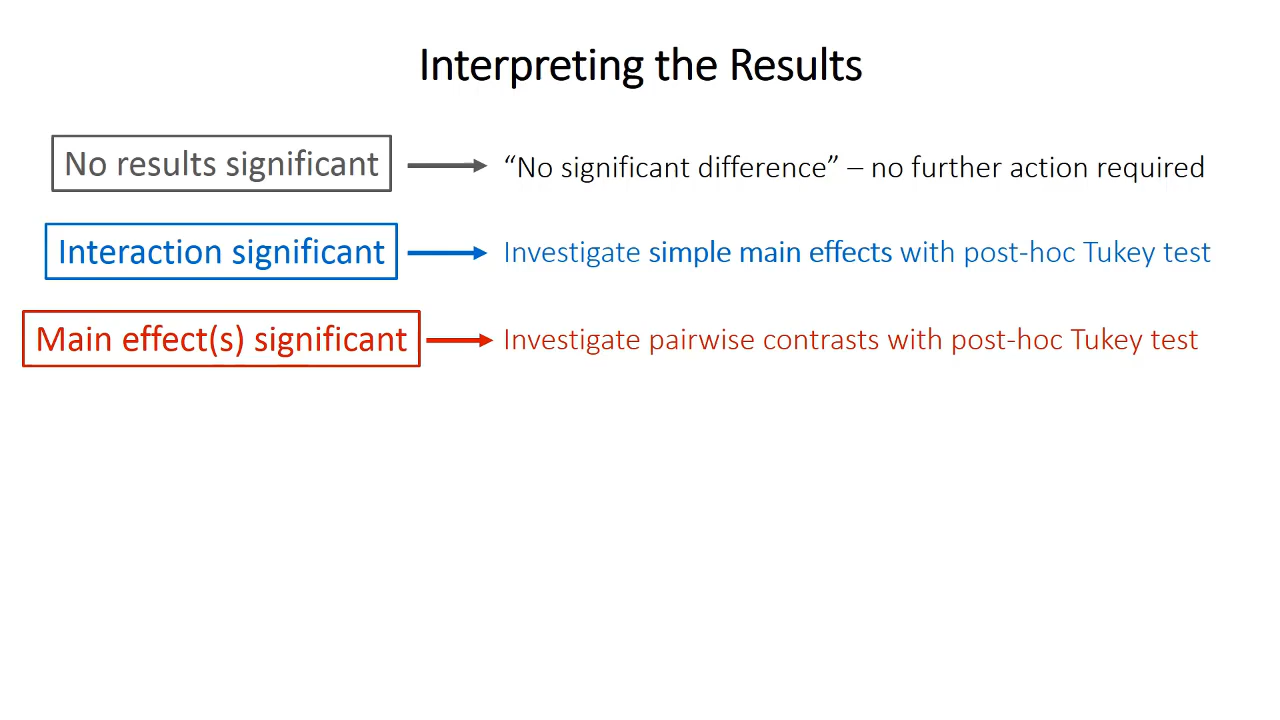 Interpreting the Results
No results significant
“No significant difference” – no further action required
Interaction significant
Investigate simple main effects with post-hoc Tukey test
Main effect(s) significant
Investigate pairwise contrasts with post-hoc Tukey test